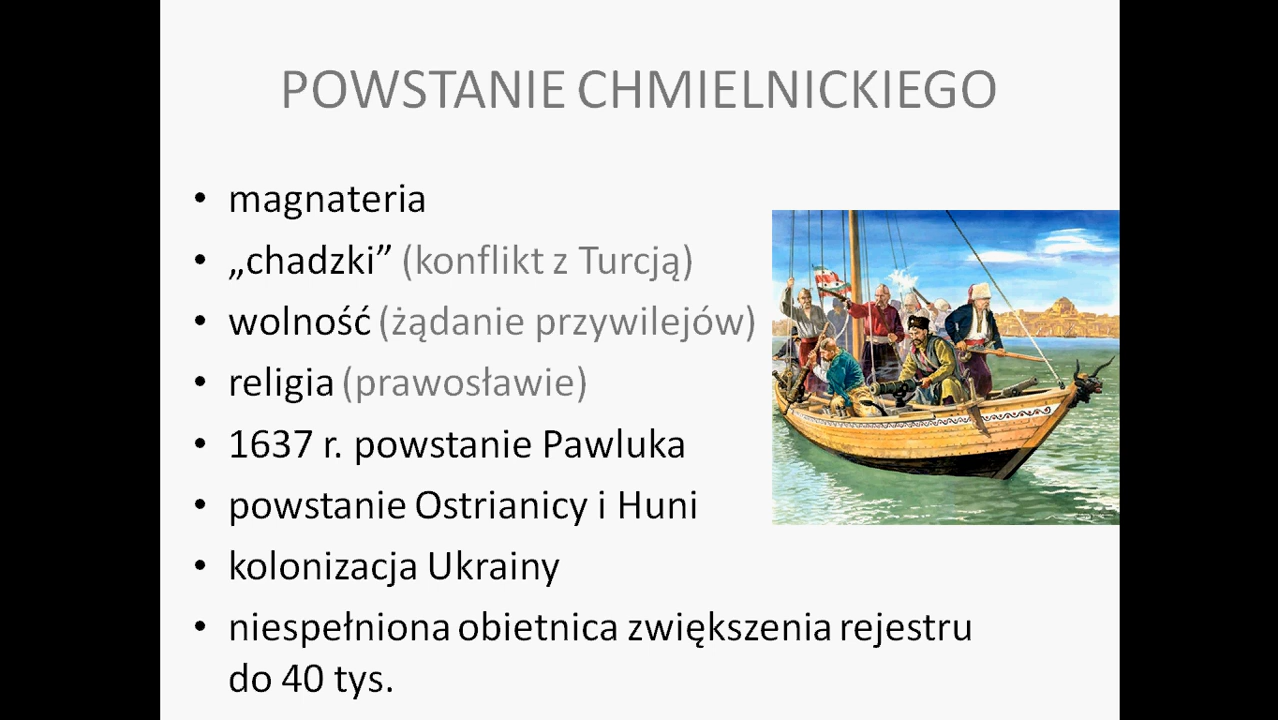 POWSTANIE CHMIELNICKIEGO
• magnateria
• „chadzki” (konflikt z Turcją)
• wolność (żądanie przywilejów)
• religia (prawosławie)
• 1637 r. powstanie Pawluka
• powstanie Ostrianicy i Huni
• kolonizacja Ukrainy
• niespełniona obietnica zwiększenia rejestru
do 40 tys.